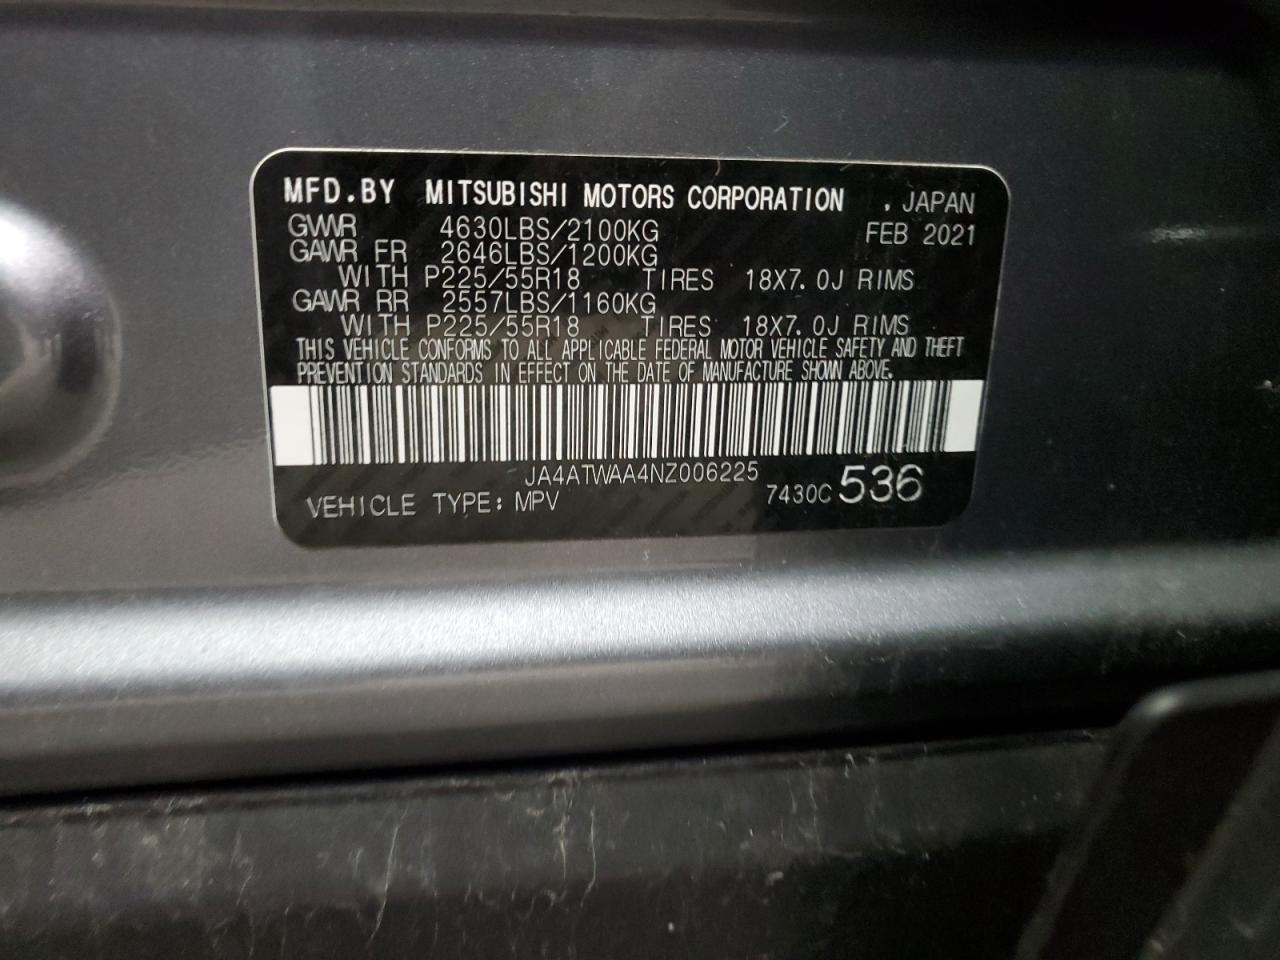 MFD.BY MITSUBISHI MOTORS CORPORATION , JAPAN
GVWR 4630LBS/2100KG FEB 2021
GAWR FR 2646LBS/1200KG
WITH P225/55R18 TIRES 18X7.0J RIMS
GAWR RR 2557LBS/1160KG
WITH P225/55R18 TIRES 18X7.0J RIMS
THIS VEHICLE CONFORMS TO ALL APPLICABLE FEDERAL MOTOR VEHICLE SAFETY AND THEFT
PREVENTION STANDARDS IN EFFECT ON THE DATE OF MANUFACTURE SHOWN ABOVE.
JA4ATWAA4NZ006225
VEHICLE TYPE: MPV 7430C 536